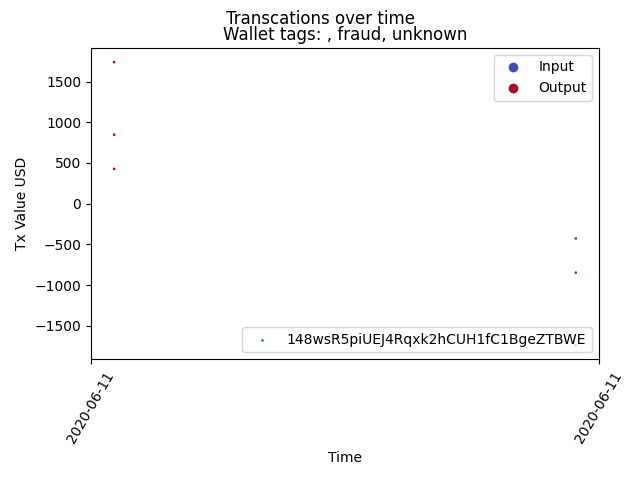 Transcations over time
Wallet tags: , fraud, unknown
Input
Output
1500
1000
500
0
−500
−1000
−1500
Tx Value USD
148wsR5piUEJ4Rqxk2hCUH1fC1BgeZTBWE
2020-06-11
2020-06-11
Time